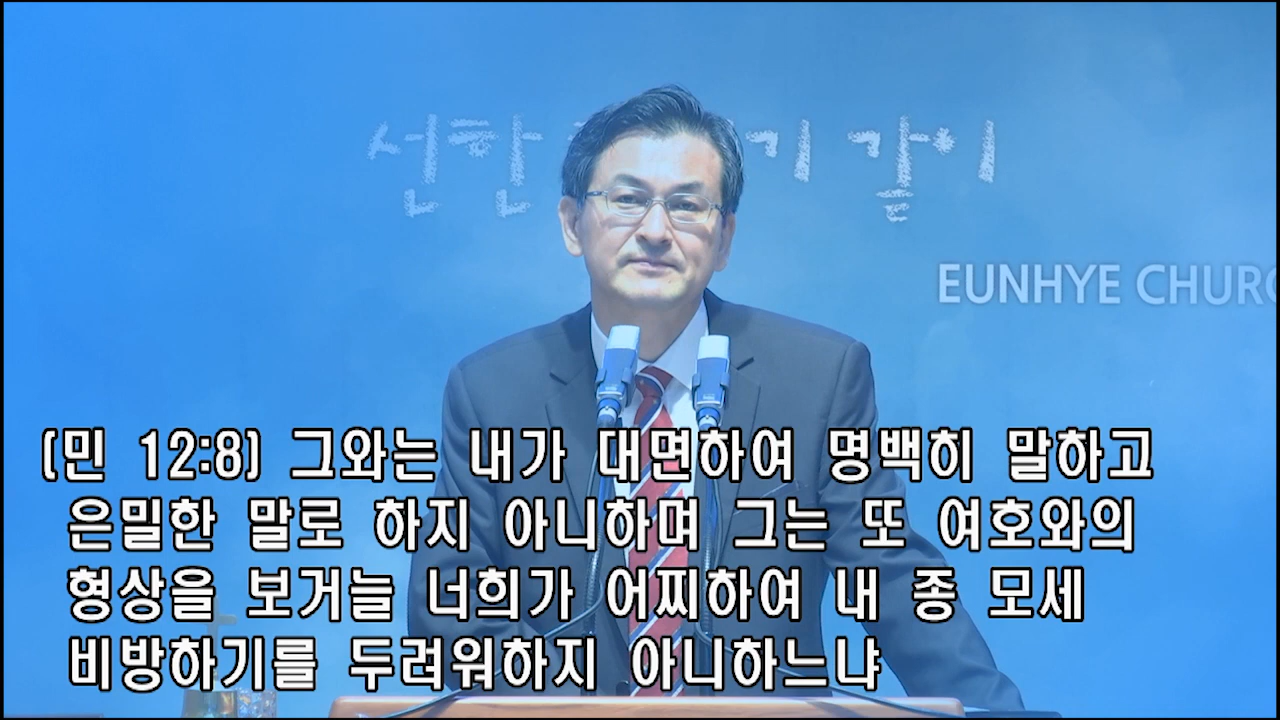 선한 기 같이
EUNHYE CHURC
(민 12:8) 그와는 내가 대면하여 명백히 말하고
은밀한 말로 하지 아니하며 그는 또 여호와의
형상을 보거늘 너희가 어찌하여 내 종 모세
비방하기를 두려워하지 아니하느냐